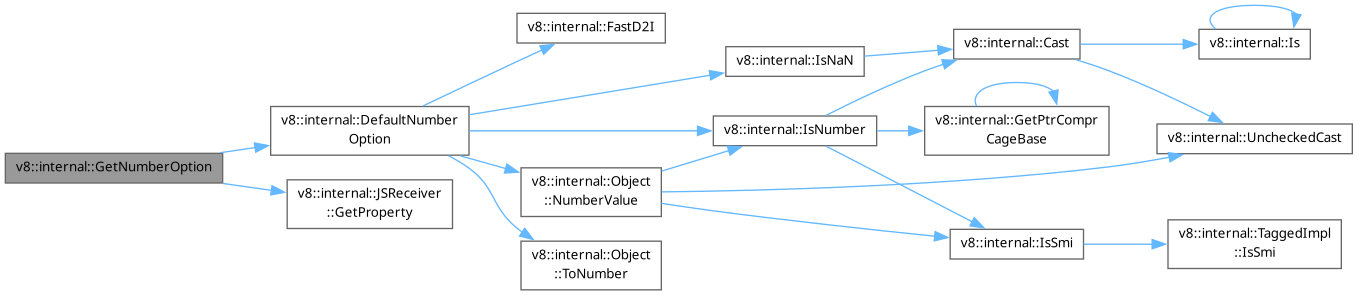 v8::internal::GetNumberOption
v8::internal::DefaultNumber
Option
v8::internal::JSReceiver
::GetProperty
v8::internal::FastD2I
v8::internal::IsNaN
v8::internal::IsNumber
v8::internal::Object
::NumberValue
v8::internal::Object
::ToNumber
v8::internal::Cast
v8::internal::GetPtrCompr
CageBase
v8::internal::IsSmi
v8::internal::Is
v8::internal::UncheckedCast
v8::internal::TaggedImpl
::IsSmi